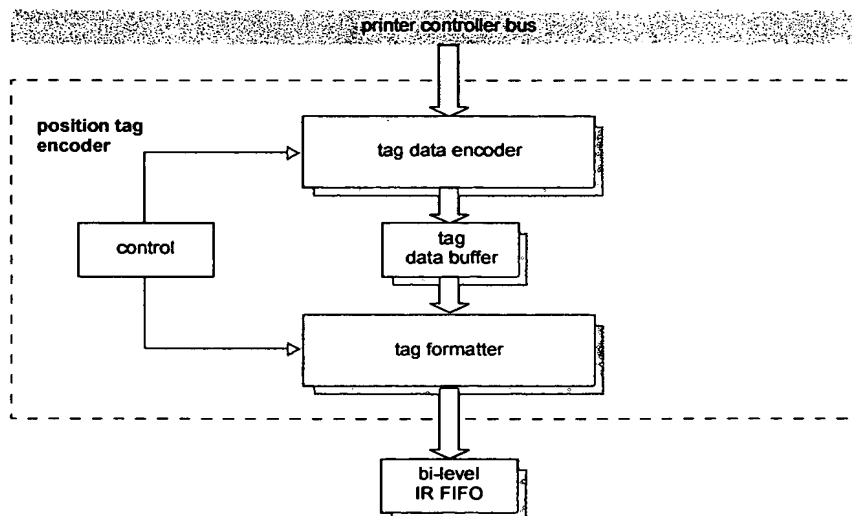 printer controller bus
position tag
encoder
tag data encoder
control
tag
data buffer
tag formatter
bi-level
IR FIFO